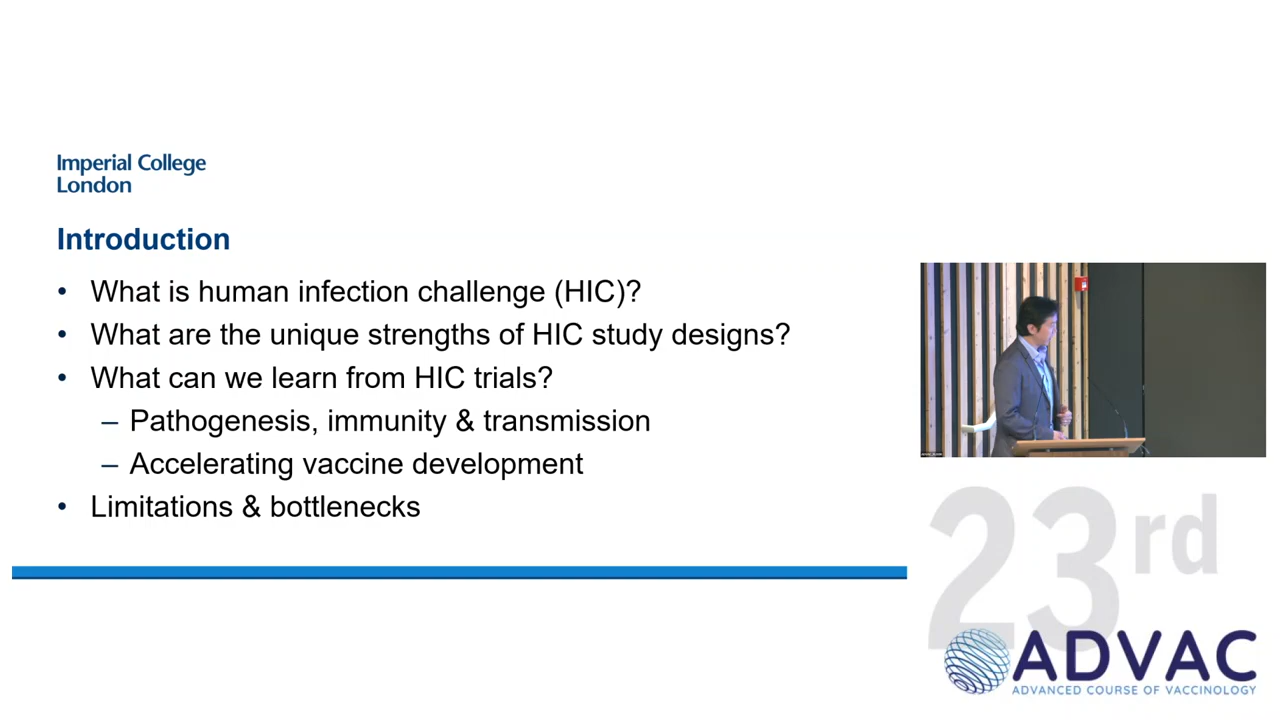 Imperial College
London
Introduction
• What is human infection challenge (HIC)?
• What are the unique strengths of HIC study designs?
• What can we learn from HIC trials?
– Pathogenesis, immunity & transmission
– Accelerating vaccine development
• Limitations & bottlenecks
23rd
ADVAC
ADVANCED COURSE OF VACCINOLOGY